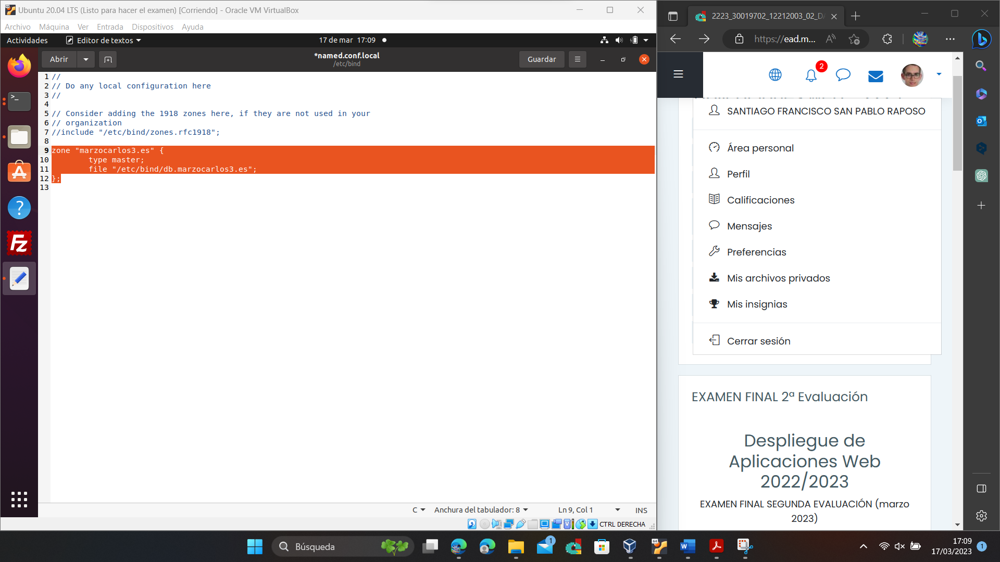 Ubuntu 20.04 LTS (Listo para hacer el examen) [Corriendo] - Oracle VM VirtualBox
Archivo Máquina Ver Entrada Dispositivos Ayuda
Actividades Editor de textos 17 de mar 17:09
Abrir *named.conf.local Guardar
/etc/bind
1 //
2 // Do any local configuration here
3 //
4
5 // Consider adding the 1918 zones here, if they are not used in your
6 // organization
7 //include "/etc/bind/zones.rfc1918";
8
9 zone "marzocarlos3.es" {
10 type master;
11 file "/etc/bind/db.marzocarlos3.es";
12 };
13
C Anchura del tabulador: 8 Ln 9, Col 1 INS
CTRL DERECHA
2223_30019702_12212003_02_DA
https://ead.m...
2
SANTIAGO FRANCISCO SAN PABLO RAPOSO
Área personal
Perfil
Calificaciones
Mensajes
Preferencias
Mis archivos privados
Mis insignias
Cerrar sesión
EXAMEN FINAL 2ª Evaluación
Despliegue de
Aplicaciones Web
2022/2023
EXAMEN FINAL SEGUNDA EVALUACIÓN (marzo
2023)
Búsqueda
1
17:09
17/03/2023
1